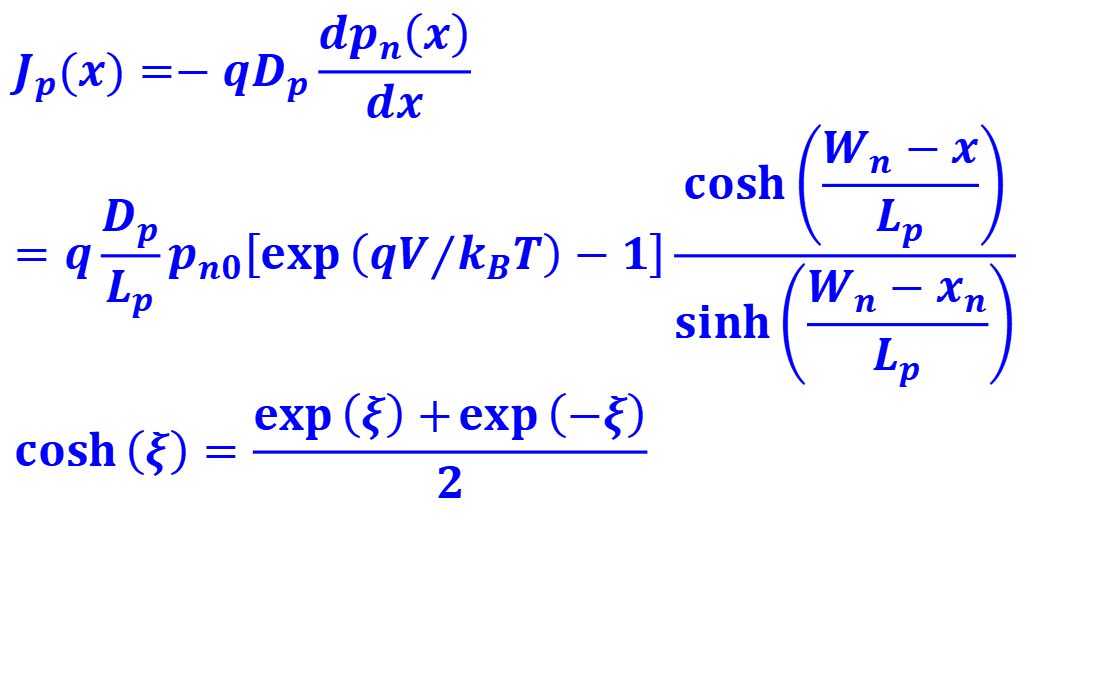 J_p(x) = − qD_p dp_n(x)/dx
= q D_p/L_p p_n0[exp (qV/k_BT) − 1] cosh((W_n − x)/L_p)/sinh((W_n − x_n)/L_p)
cosh (ξ) = (exp (ξ) + exp (−ξ))/2